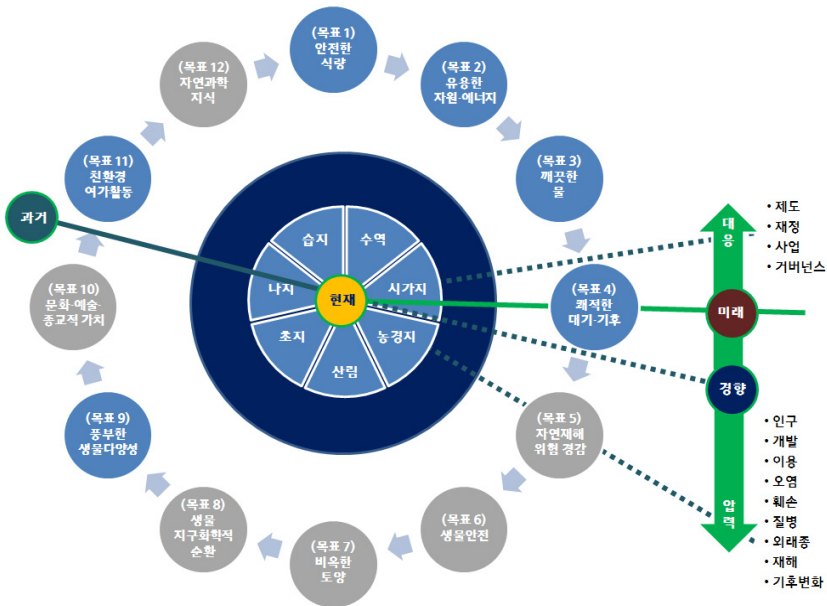 (목표 1)
안전한
식량
(목표 2)
유용한
자원·에너지
(목표 3)
깨끗한
물
(목표 4)
쾌적한
대기·기후
(목표 5)
자연재해
위험 경감
(목표 6)
생물안전
(목표 7)
비옥한
토양
(목표 8)
생물
지구화학적
순환
(목표 9)
풍부한
생물다양성
(목표 10)
문화·예술·
종교적 가치
(목표 11)
친환경
여가활동
(목표 12)
자연과학
지식
과거
습지
수역
나지
시가지
현재
초지
농경지
산림
대응
미래
경향
압력
• 제도
• 재정
• 사업
• 거버넌스
• 인구
• 개발
• 이용
• 오염
• 훼손
• 질병
• 외래종
• 재해
• 기후변화